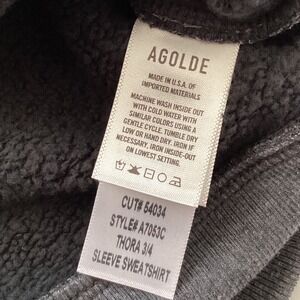 AGOLDE
MADE IN U.S.A. OF
IMPORTED MATERIALS
MACHINE WASH INSIDE OUT
WITH COLD WATER WITH
SIMILAR COLORS USING A
GENTLE CYCLE. TUMBLE DRY
LOW OR HAND DRY. IRON IF
NECESSARY, IRON INSIDE-OUT
ON LOWEST SETTING.
CUT# 54034
STYLE# A7053C
THORA 3/4
SLEEVE SWEATSHIRT